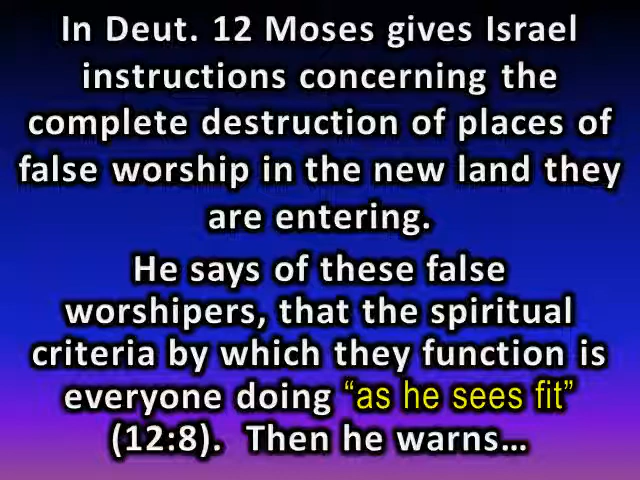 In Deut. 12 Moses gives Israel
instructions concerning the
complete destruction of places of
false worship in the new land they
are entering.
He says of these false
worshipers, that the spiritual
criteria by which they function is
everyone doing “as he sees fit”
(12:8). Then he warns…